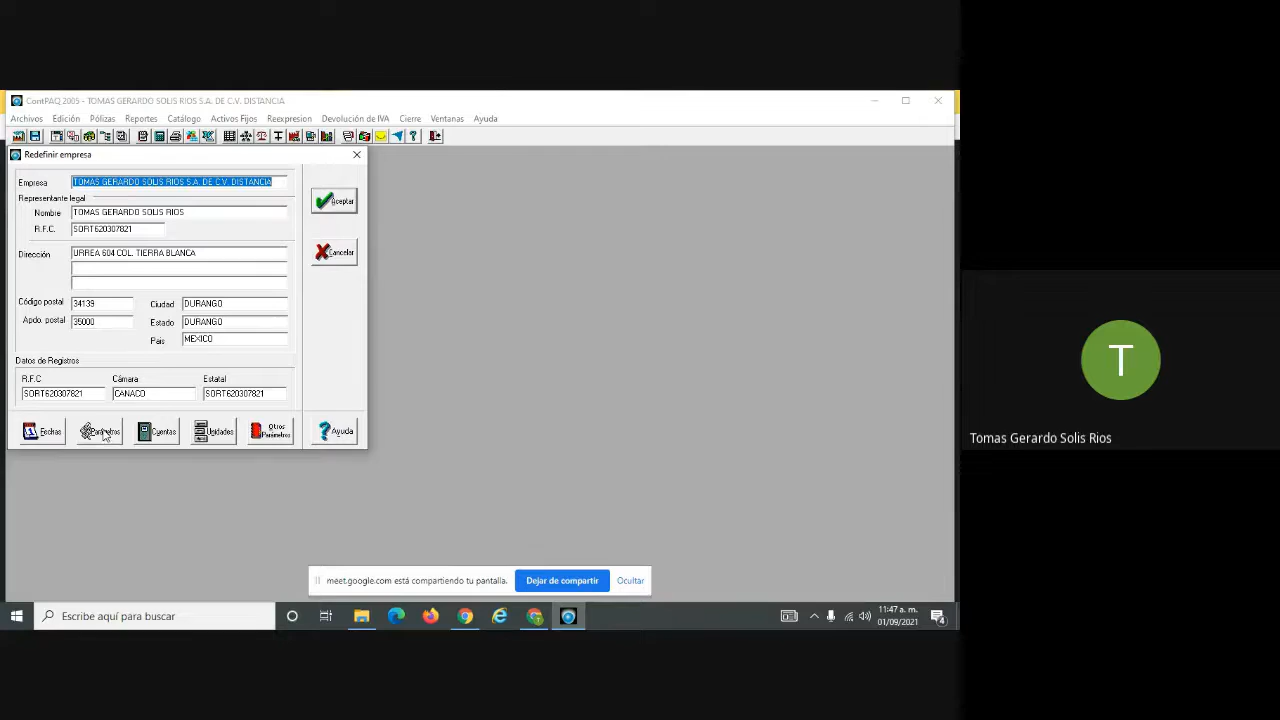 ContPAQ 2005 - TOMAS GERARDO SOLIS RIOS S.A. DE C.V. DISTANCIA
Archivos Edición Pólizas Reportes Catálogo Activos Fijos Reexpresion Devolución de IVA Cierre Ventanas Ayuda
Redefinir empresa
Empresa TOMAS GERARDO SOLIS RIOS S.A. DE C.V. DISTANCIA
Representante legal
Nombre TOMAS GERARDO SOLIS RIOS
R.F.C. SORT620307821
Aceptar
Cancelar
Dirección URREA 604 COL. TIERRA BLANCA
Código postal 34139 Ciudad DURANGO
Apdo. postal 35000 Estado DURANGO
Pais MEXICO
Datos de Registros
R.F.C Cámara Estatal
SORT620307821 CANACO SORT620307821
Fechas Parámetros Cuentas Unidades Otros Parámetro Ayuda
T
Tomas Gerardo Solis Rios
meet.google.com está compartiendo tu pantalla. Dejar de compartir Ocultar
Escribe aquí para buscar
11:47 a. m.
01/09/2021
4